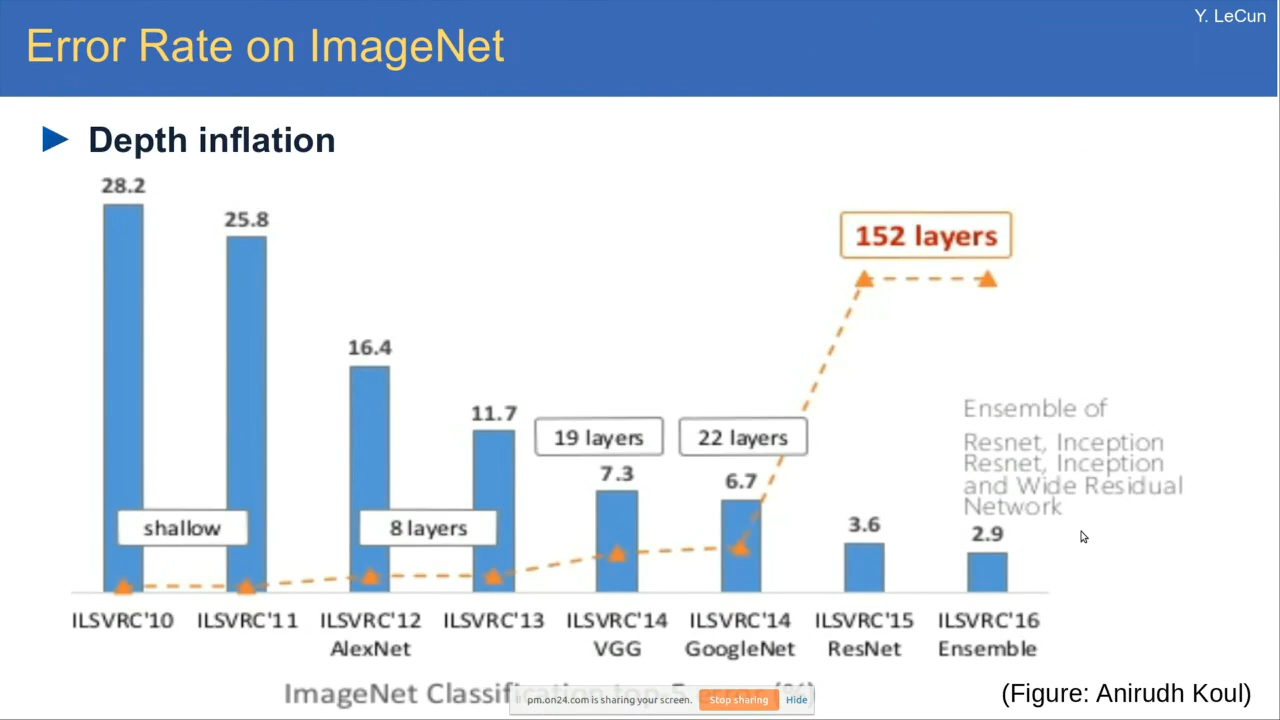 Y. LeCun
Error Rate on ImageNet
Depth inflation
28.2
25.8
152 layers
16.4
Ensemble of
11.7
19 layers
22 layers
Resnet, Inception
Resnet, Inception
7.3
6.7
and Wide Residual
Network
shallow
8 layers
3.6
2.9
ILSVRC'10
ILSVRC'11
ILSVRC'12
AlexNet
ILSVRC'13
ILSVRC'14
VGG
ILSVRC'14
GoogleNet
ILSVRC'15
ResNet
ILSVRC'16
Ensemble
ImageNet Classification top-5 error (%)
pm.on24.com is sharing your screen.
Stop sharing
Hide
(Figure: Anirudh Koul)